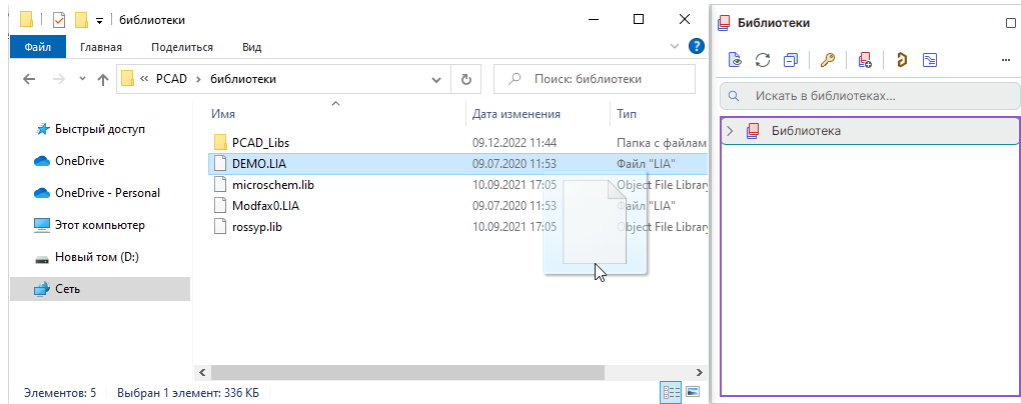 библиотеки
Файл Главная Поделиться Вид
« PCAD > библиотеки
Поиск: библиотеки
Быстрый доступ
OneDrive
OneDrive - Personal
Этот компьютер
Новый том (D:)
Сеть
Имя Дата изменения Тип
PCAD_Libs 09.12.2022 11:44 Папка с файлам
DEMO.LIA 09.07.2020 11:53 Файл "LIA"
microschem.lib 10.09.2021 17:05 Object File Library
Modfax0.LIA 09.07.2020 11:53 Файл "LIA"
rossyp.lib 10.09.2021 17:05 Object File Library
Элементов: 5 Выбран 1 элемент: 336 КБ
Библиотеки
Искать в библиотеках...
Библиотека